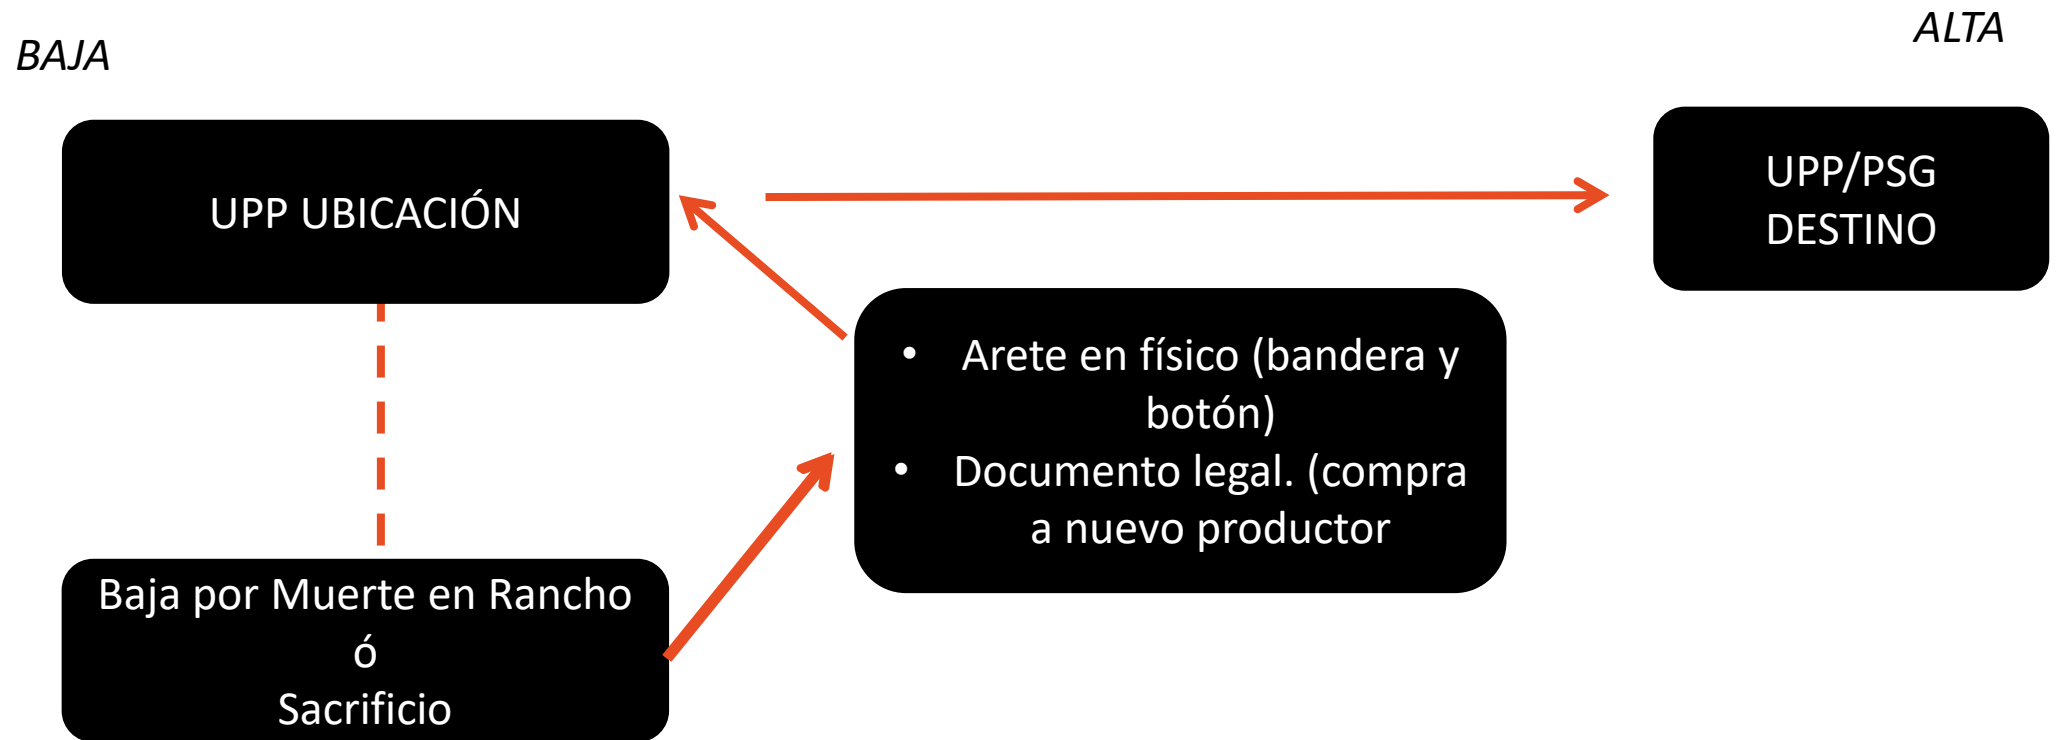 BAJA
ALTA
UPP UBICACIÓN
UPP/PSG
DESTINO
• Arete en físico (bandera y
botón)
• Documento legal. (compra
a nuevo productor
Baja por Muerte en Rancho
ó
Sacrificio